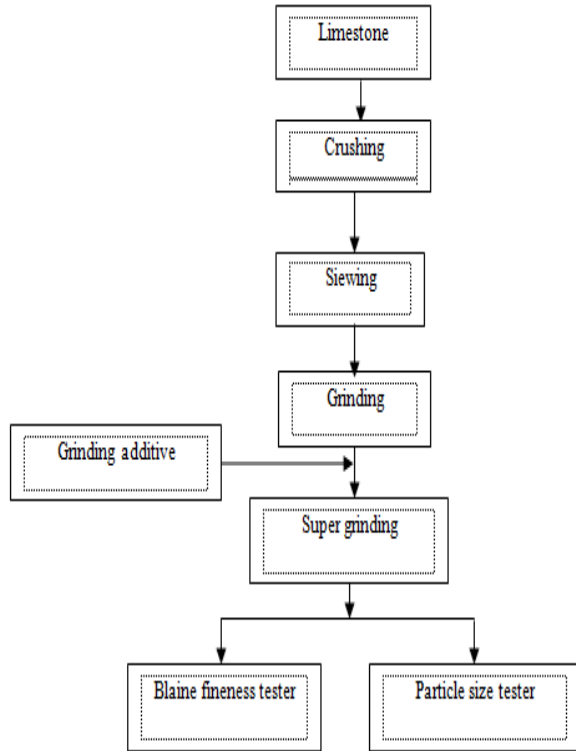 Limestone
Crushing
Siewing
Grinding
Grinding additive
Super grinding
Blaine fineness tester
Particle size tester